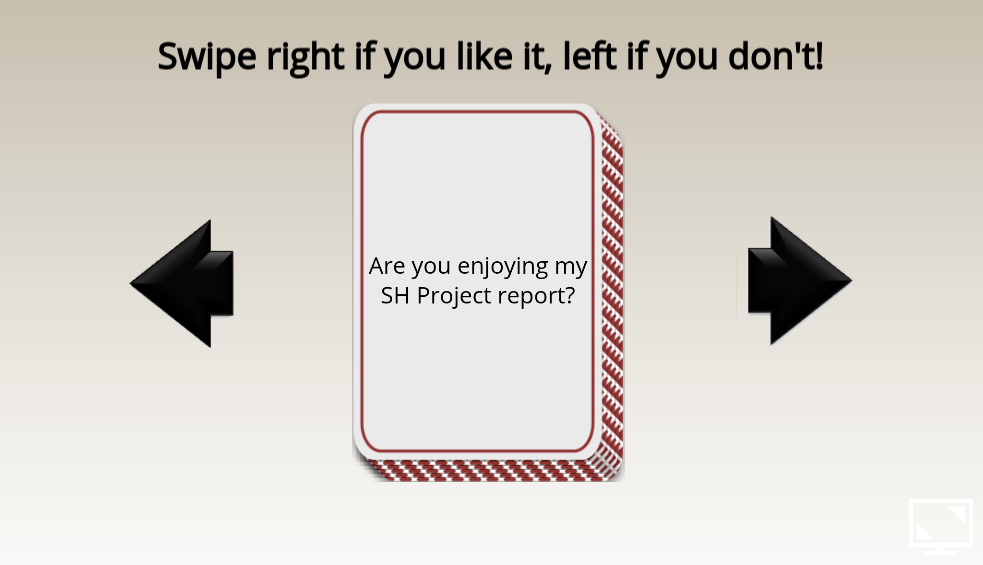 Swipe right if you like it, left if you don't!
Are you enjoying my
SH Project report?